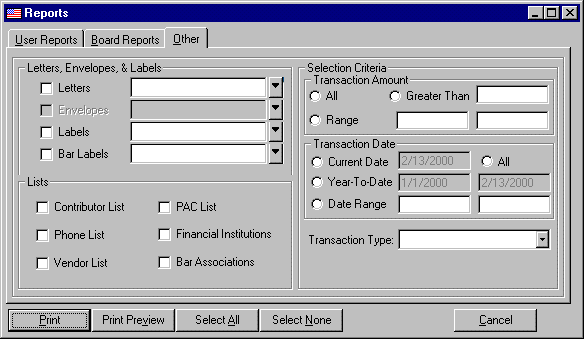 Reports
User Reports Board Reports Other
Letters, Envelopes, & Labels
Letters
Envelopes
Labels
Bar Labels
Lists
Contributor List PAC List
Phone List Financial Institutions
Vendor List Bar Associations
Selection Criteria
Transaction Amount
All Greater Than
Range
Transaction Date
Current Date 2/13/2000 All
Year-To-Date 1/1/2000 2/13/2000
Date Range
Transaction Type:
Print Print Preview Select All Select None Cancel